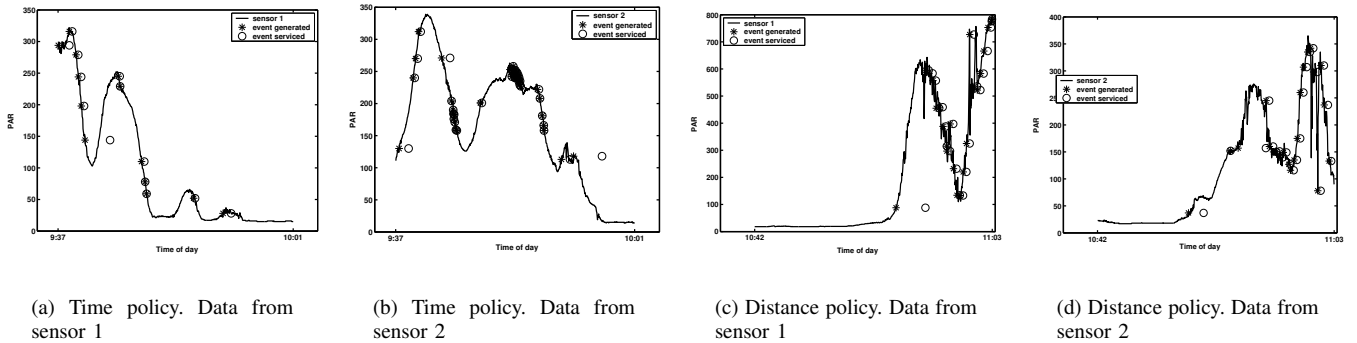 350
300
250
200
150
100
50
0
PAR
9:37
10:01
Time of day
sensor 1
event generated
event serviced
350
300
250
200
150
100
50
0
PAR
9:37
10:01
Time of day
sensor 2
event generated
event serviced
800
700
600
500
400
300
200
100
0
PAR
10:42
11:03
Time of day
sensor 1
event generated
event serviced
400
350
300
250
200
150
100
50
0
PAR
10:42
11:03
Time of day
sensor 2
event generated
event serviced
(a) Time policy. Data from
sensor 1
(b) Time policy. Data from
sensor 2
(c) Distance policy. Data from
sensor 1
(d) Distance policy. Data from
sensor 2